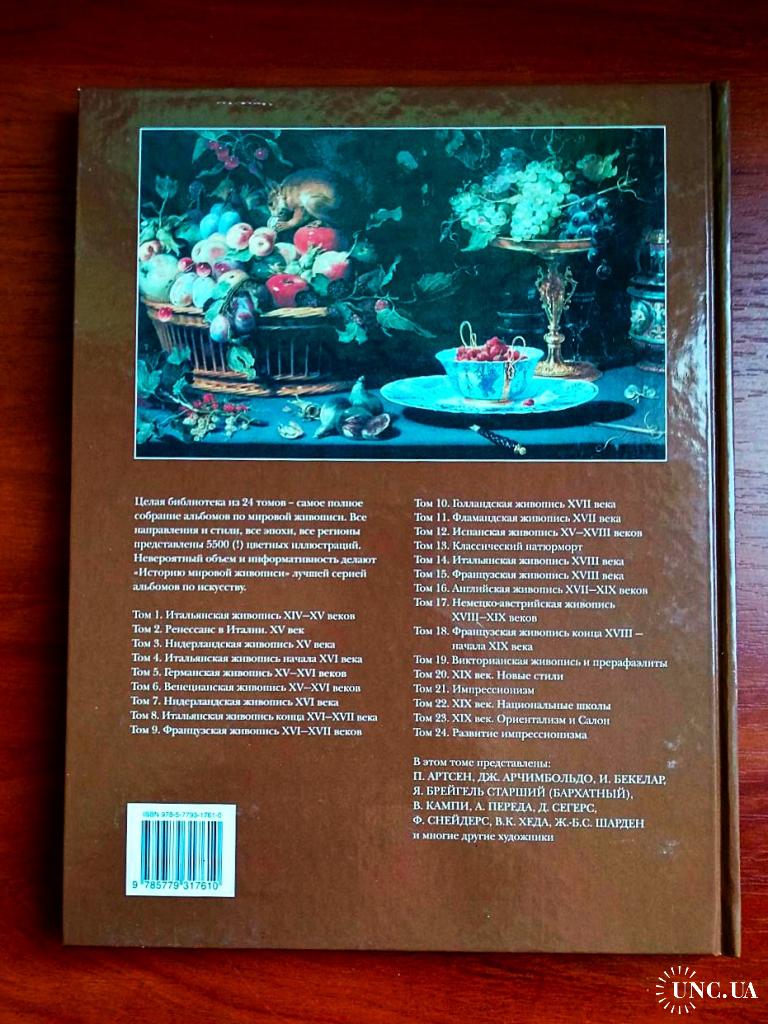 Целая библиотека из 24 томов – самое полное
собрание альбомов по мировой живописи. Все
направления и стили, все эпохи, все регионы
представлены 5500 (!) цветных иллюстраций.
Невероятный объем и информативность делают
«Историю мировой живописи» лучшей серией
альбомов по искусству.
Том 1. Итальянская живопись XIV—XV веков
Том 2. Ренессанс в Италии. XV век
Том 3. Нидерландская живопись XV века
Том 4. Итальянская живопись начала XVI века
Том 5. Германская живопись XV—XVI веков
Том 6. Венецианская живопись XV—XVI веков
Том 7. Нидерландская живопись XVI века
Том 8. Итальянская живопись конца XVI—XVII века
Том 9. Французская живопись XVI—XVII веков
Том 10. Голландская живопись XVII века
Том 11. Фламандская живопись XVII века
Том 12. Испанская живопись XV—XVIII веков
Том 13. Классический натюрморт
Том 14. Итальянская живопись XVIII века
Том 15. Французская живопись XVIII века
Том 16. Английская живопись XVII—XIX веков
Том 17. Немецко-австрийская живопись
XVIII—XIX веков
Том 18. Французская живопись конца XVIII —
начала XIX века
Том 19. Викторианская живопись и прерафаэлиты
Том 20. XIX век. Новые стили
Том 21. Импрессионизм
Том 22. XIX век. Национальные школы
Том 23. XIX век. Ориентализм и Салон
Том 24. Развитие импрессионизма
В этом томе представлены:
П. АРТСЕН, ДЖ. АРЧИМБОЛЬДО, И. БЕКЕЛАР,
Я. БРЕЙГЕЛЬ СТАРШИЙ (БАРХАТНЫЙ),
В. КАМПИ, А. ПЕРЕДА, Д. СЕГЕРС,
Ф. СНЕЙДЕРС, В.К. ХЕДА, Ж.-Б.С. ШАРДЕН
и многие другие художники
ISBN 978-5-7793-1761-0
9 785779 317610
UNC.UA